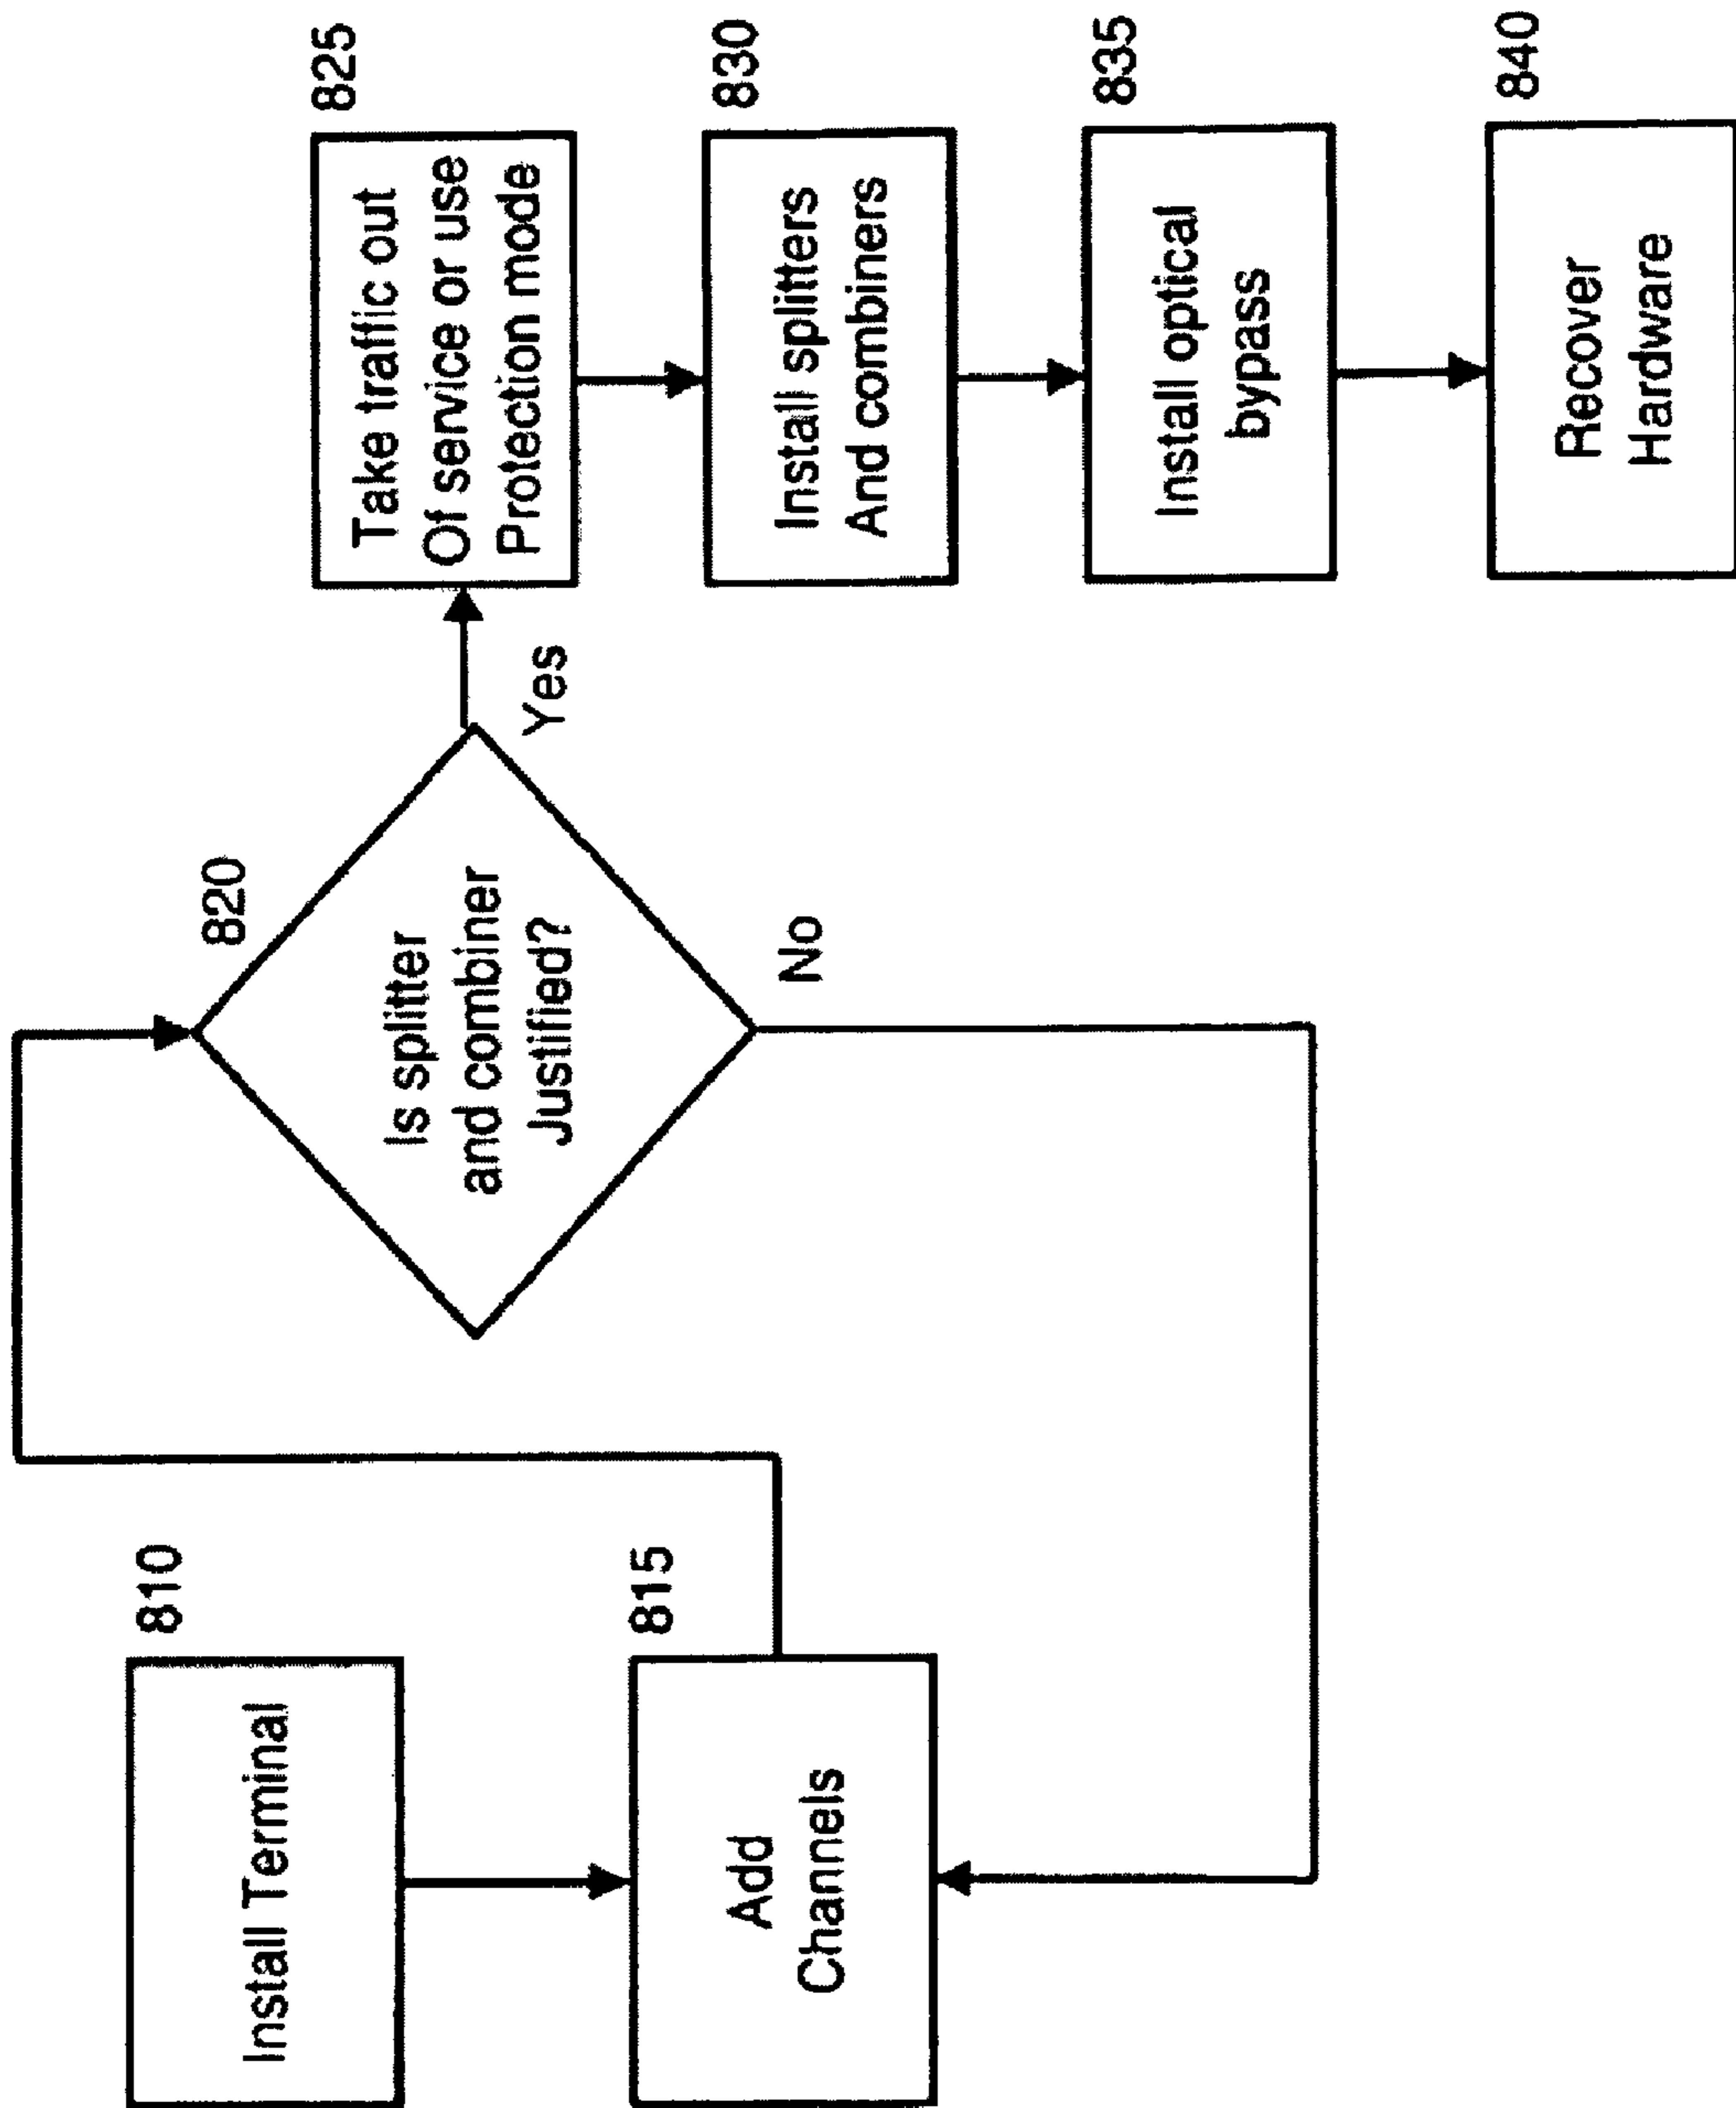 810
Install Terminal
815
Add
Channels
820
Is splitter
and combiner
Justified?
Yes
No
825
Take traffic out
Of service or use
Protection mode
830
Install splitters
And combiners
835
Install optical
bypass
840
Recover
Hardware